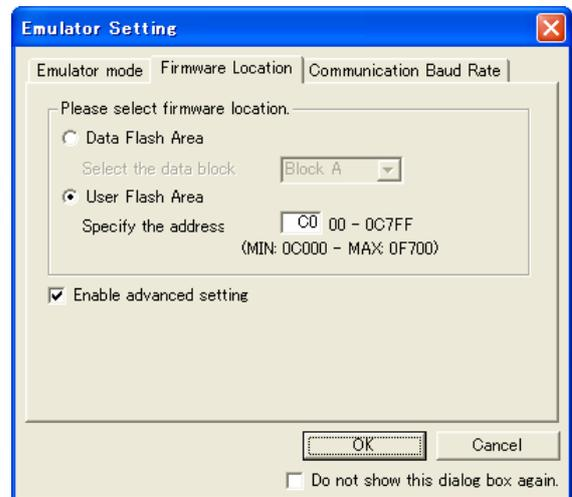 Emulator Setting
Emulator mode Firmware Location Communication Baud Rate
Please select firmware location.
Data Flash Area
Select the data block Block A
User Flash Area
Specify the address C0 00 - 0C7FF
(MIN: 0C000 - MAX: 0F700)
Enable advanced setting
OK Cancel
Do not show this dialog box again.